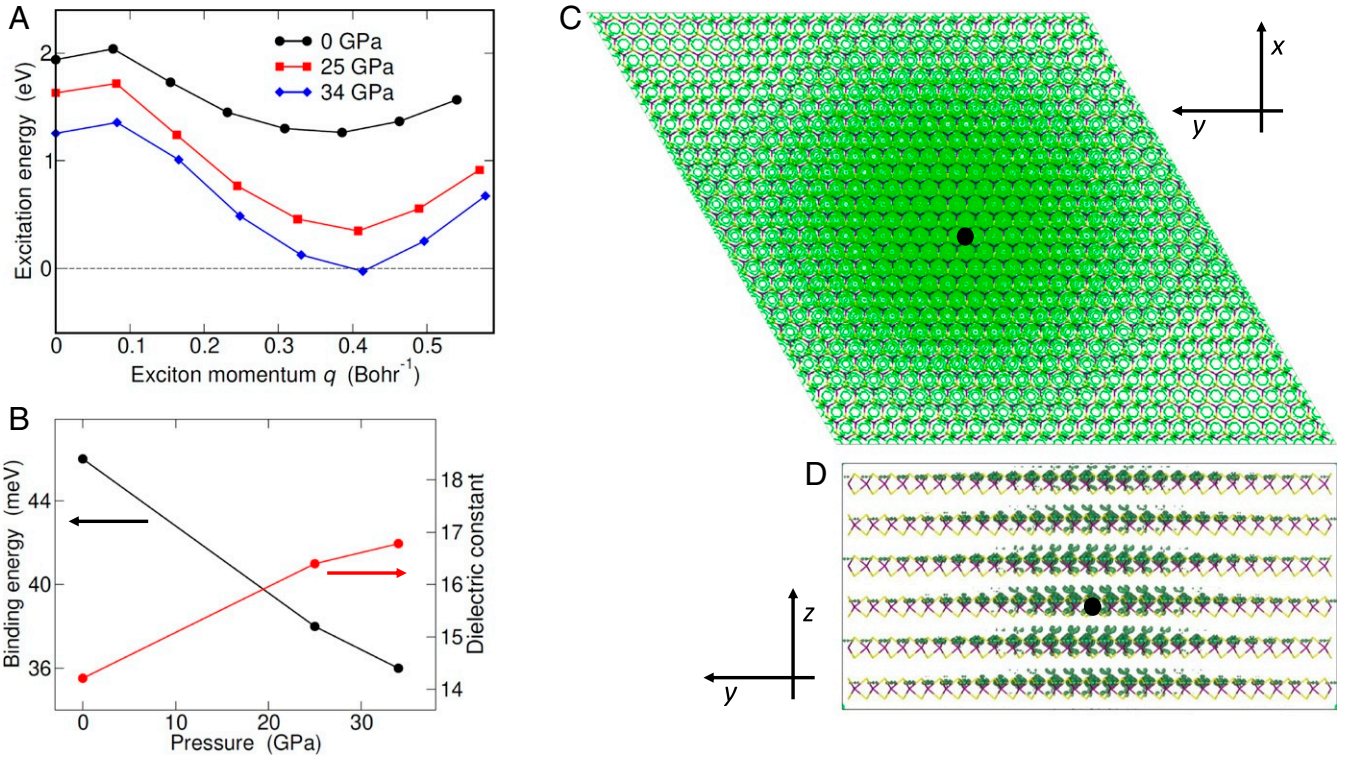 A
Excitation energy (eV)
2
1
0
0 GPa
25 GPa
34 GPa
0
0.1
0.2
0.3
0.4
0.5
Exciton momentum q (Bohr⁻¹)
B
Binding energy (meV)
44
40
36
18
17
16
15
14
Dielectric constant
0
10
20
30
Pressure (GPa)
C
x
y
D
z
y